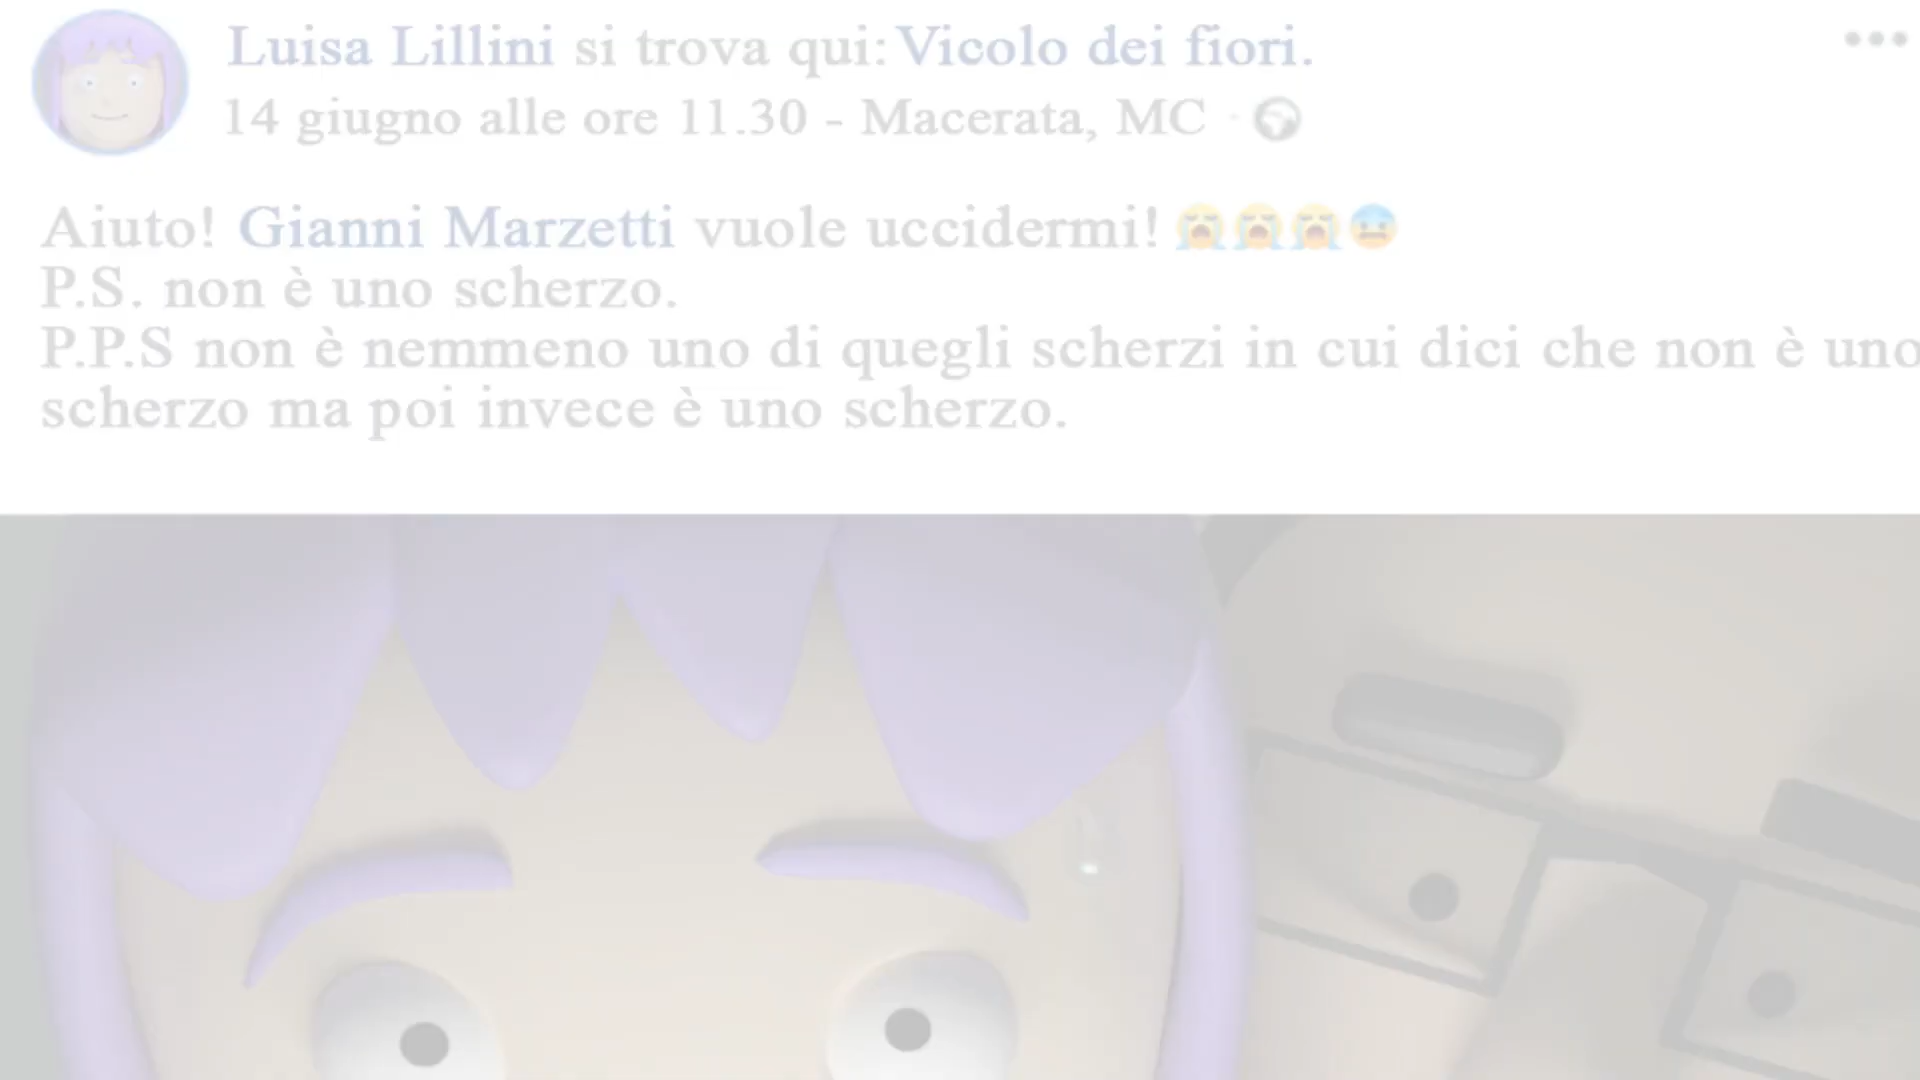 Luisa Lillini si trova qui: Vicolo dei fiori.
14 giugno alle ore 11.30 - Macerata, MC ·
Aiuto! Gianni Marzetti vuole uccidermi! 😭😭😭😰
P.S. non è uno scherzo.
P.P.S non è nemmeno uno di quegli scherzi in cui dici che non è uno
scherzo ma poi invece è uno scherzo.